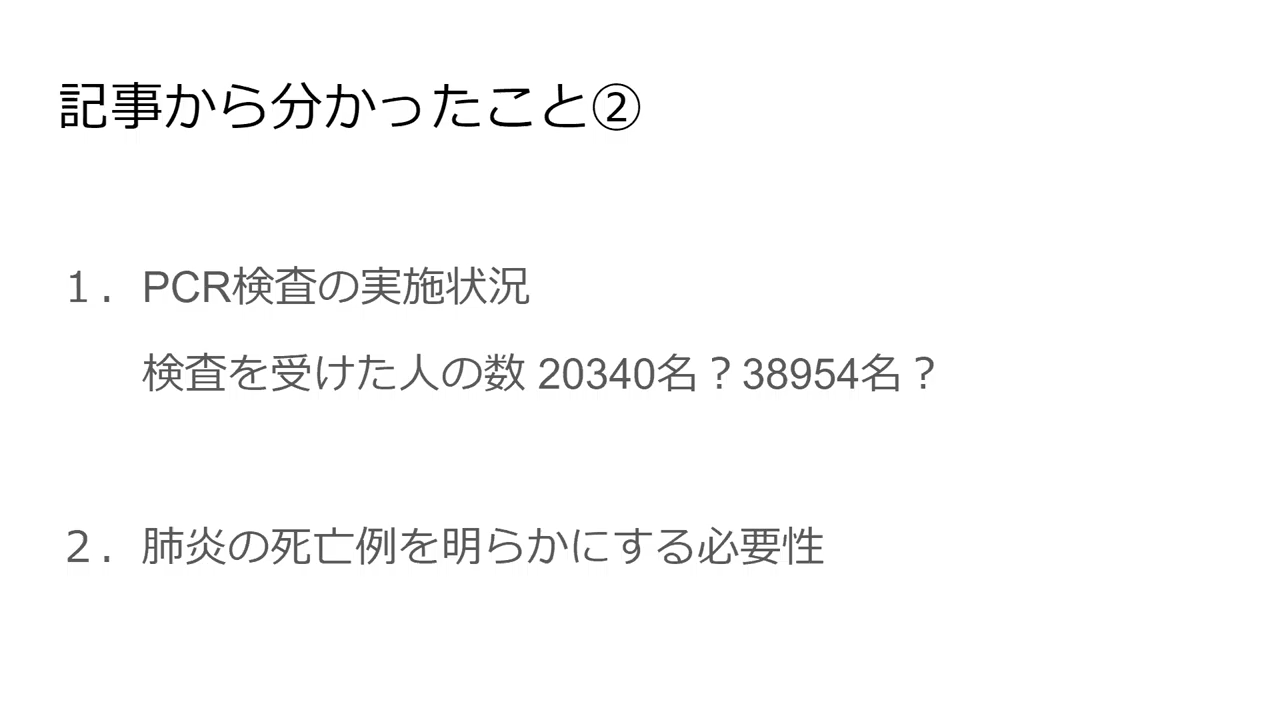 記事から分かったこと②
１．PCR検査の実施状況
検査を受けた人の数 20340名？38954名？
２．肺炎の死亡例を明らかにする必要性